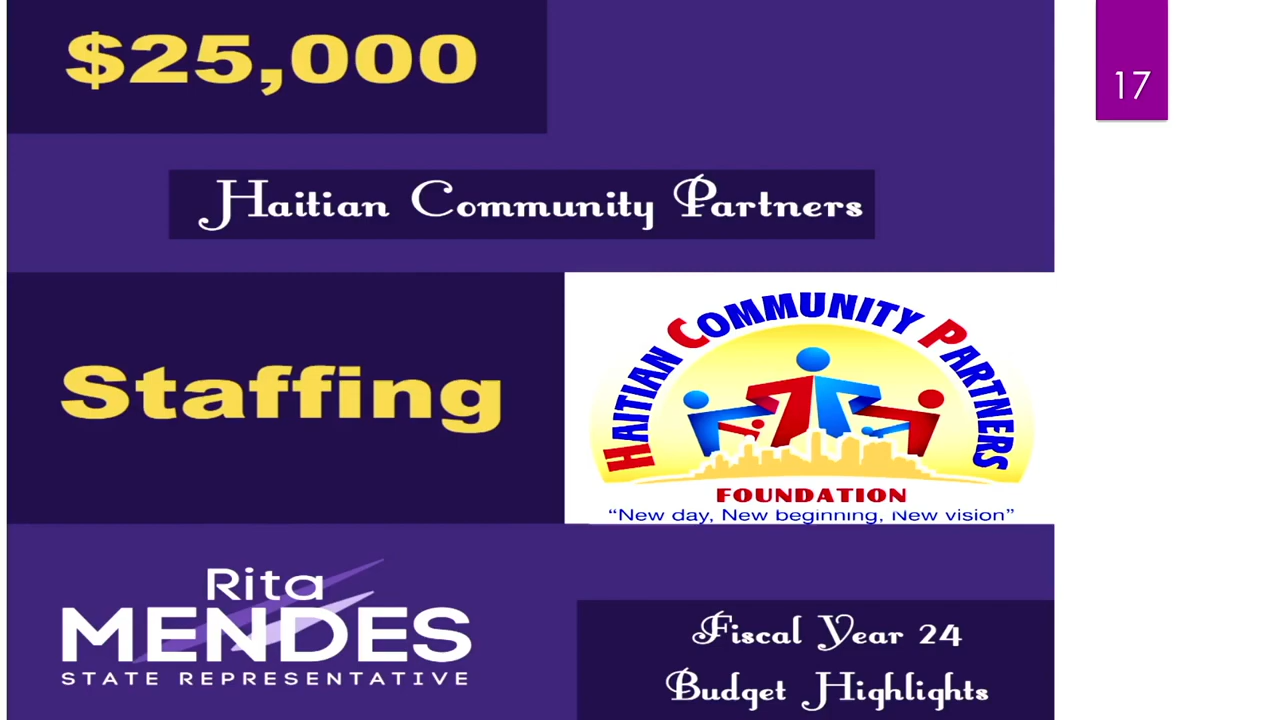 $25,000
17
Haitian Community Partners
Staffing
HAITIAN COMMUNITY PARTNERS
FOUNDATION
“New day, New beginning, New vision”
Rita
MENDES
STATE REPRESENTATIVE
Fiscal Year 24
Budget Highlights